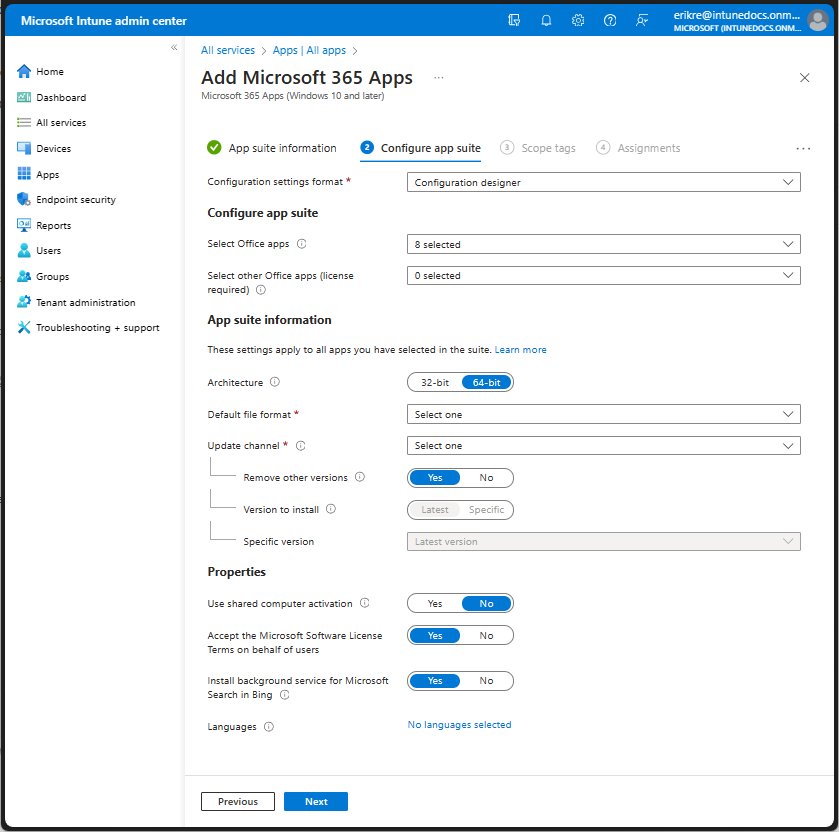 Microsoft Intune admin center
erikre@intunedocs.onm...
MICROSOFT (INTUNEDOCS.ONM...
«
Home
Dashboard
All services
Devices
Apps
Endpoint security
Reports
Users
Groups
Tenant administration
Troubleshooting + support
All services > Apps | All apps >
Add Microsoft 365 Apps ...
Microsoft 365 Apps (Windows 10 and later)
App suite information
2 Configure app suite
3 Scope tags
4 Assignments
...
Configuration settings format *
Configuration designer
Configure app suite
Select Office apps
8 selected
Select other Office apps (license
required)
0 selected
App suite information
These settings apply to all apps you have selected in the suite. Learn more
Architecture
32-bit 64-bit
Default file format *
Select one
Update channel *
Select one
Remove other versions
Yes No
Version to install
Latest Specific
Specific version
Latest version
Properties
Use shared computer activation
Yes No
Accept the Microsoft Software License
Terms on behalf of users
Yes No
Install background service for Microsoft
Search in Bing
Yes No
Languages
No languages selected
Previous
Next